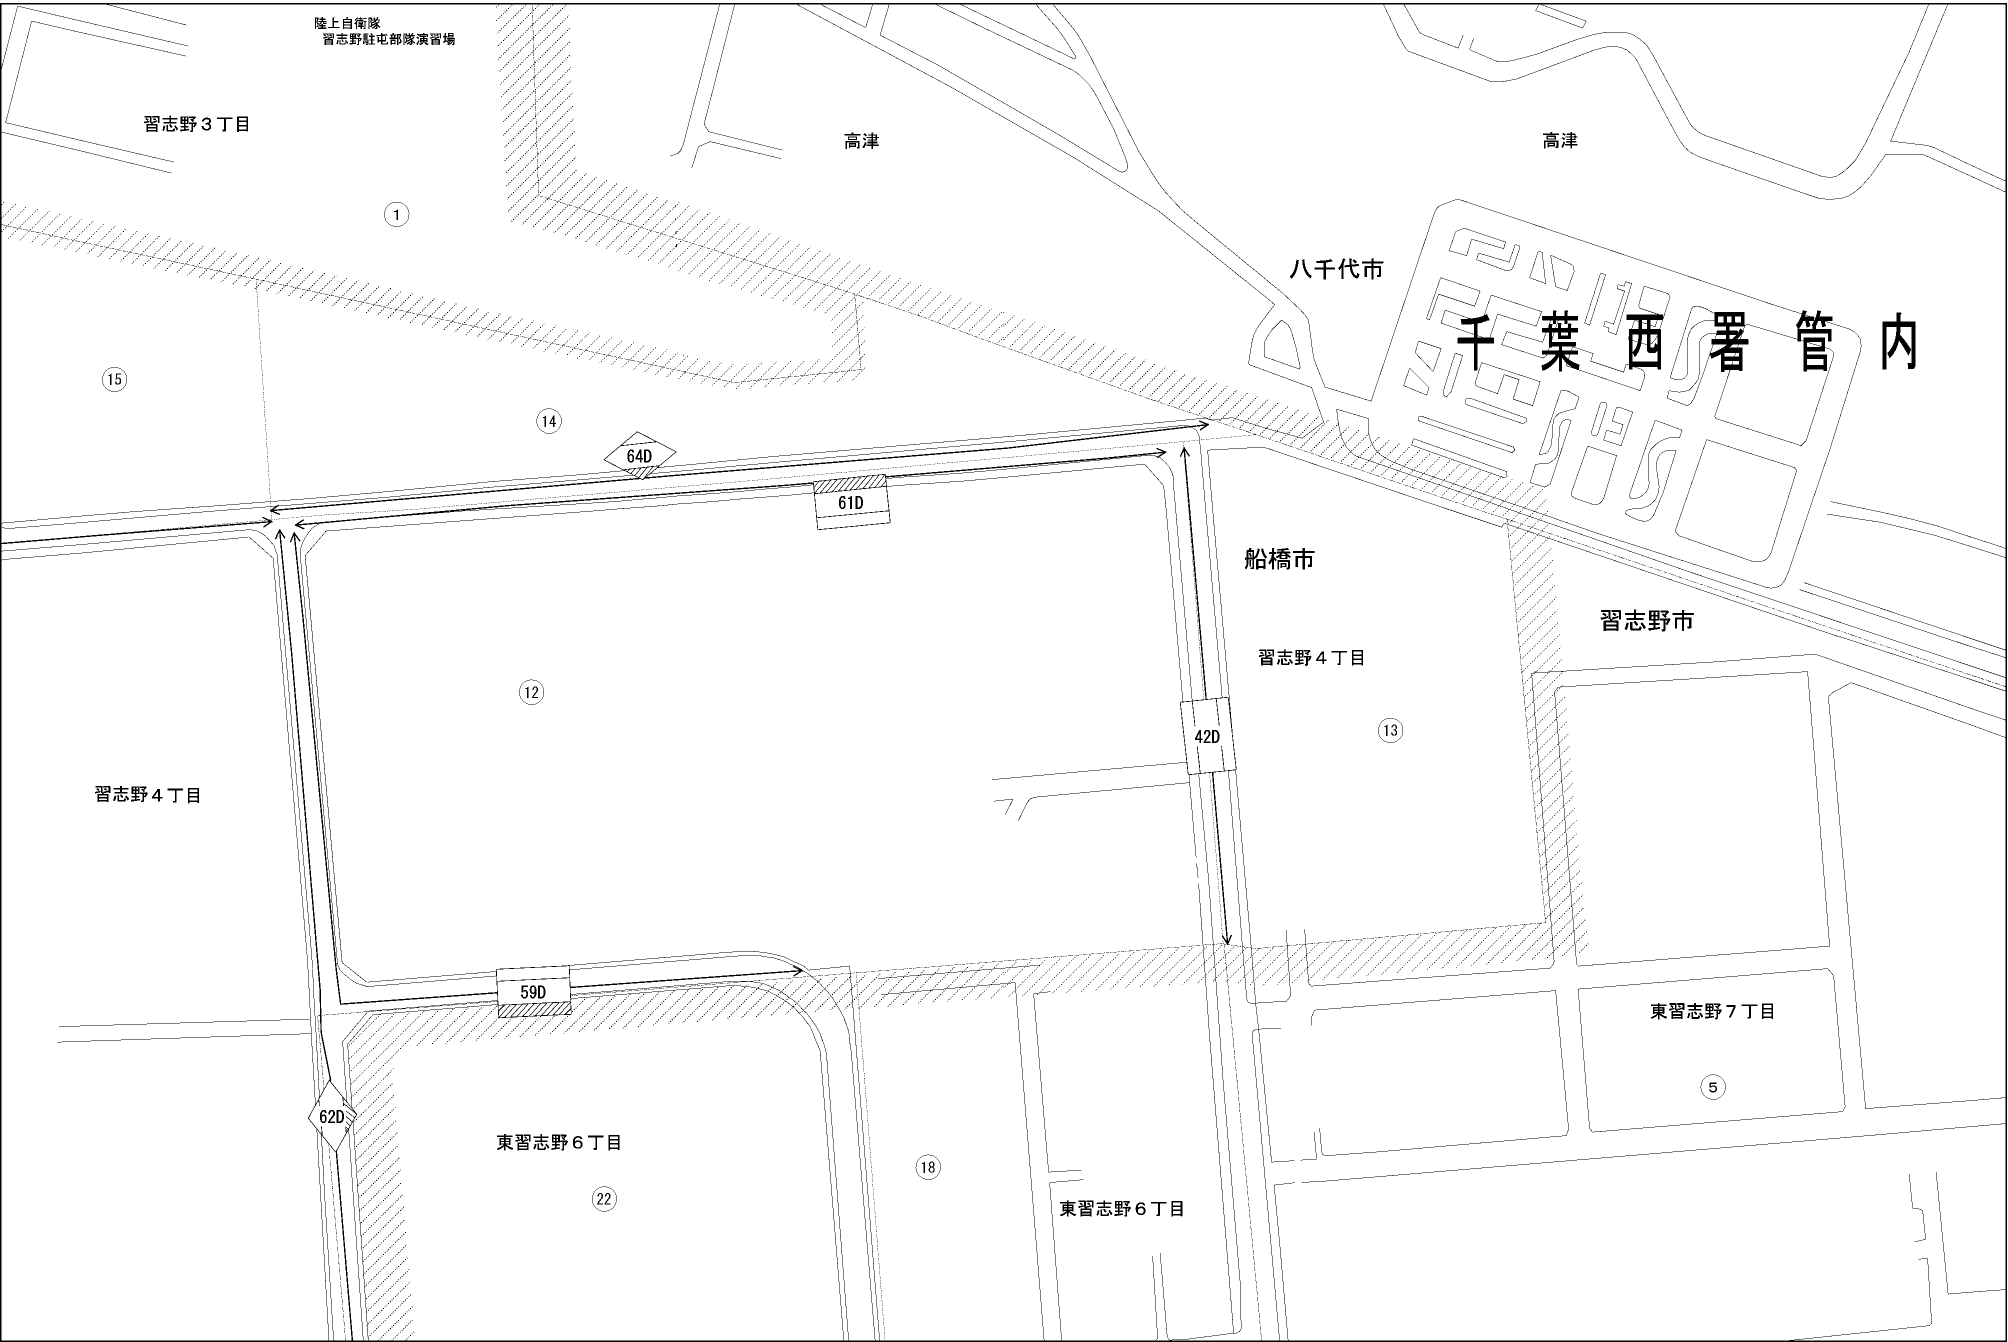 陸上自衛隊
習志野駐屯部隊演習場
習志野３丁目
高津
高津
1
八千代市
千葉西署管内
15
14
64D
61D
船橋市
習志野市
習志野４丁目
12
13
42D
習志野４丁目
59D
東習志野７丁目
5
62D
東習志野６丁目
18
22
東習志野６丁目